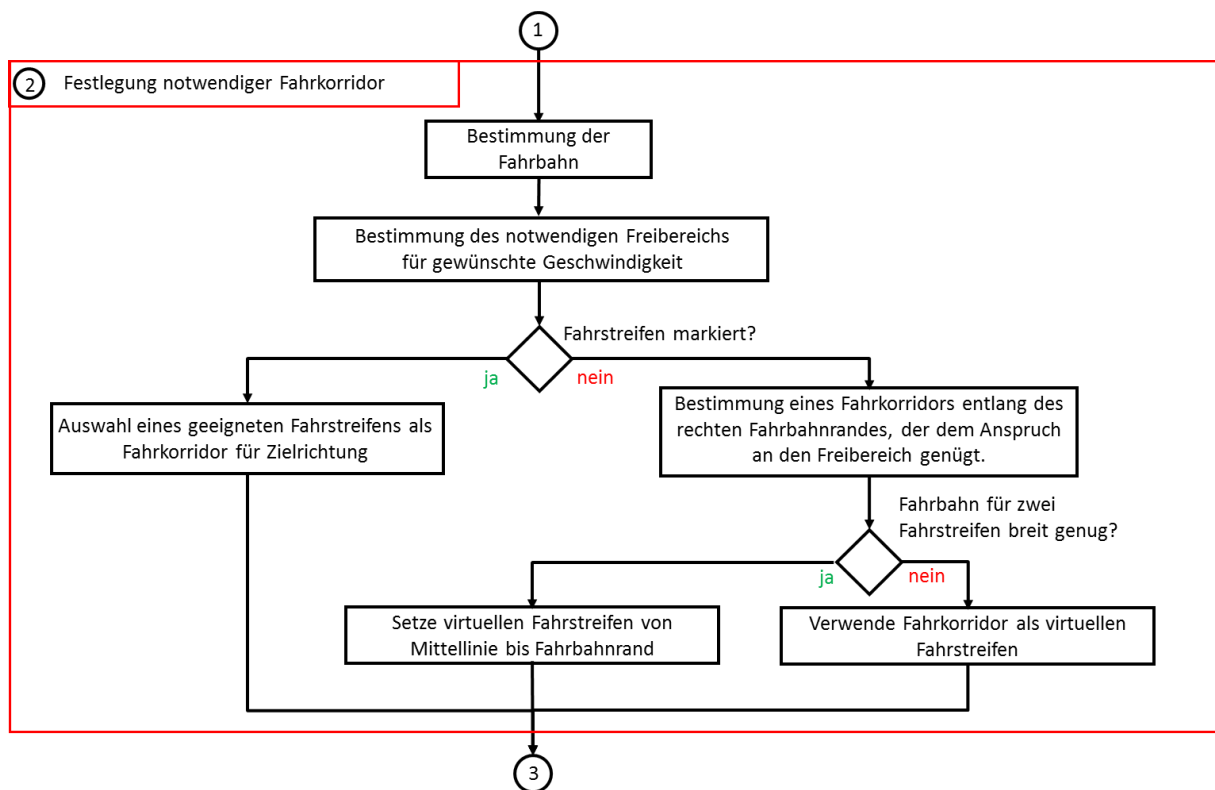 1
2 Festlegung notwendiger Fahrkorridor
Bestimmung der
Fahrbahn
Bestimmung des notwendigen Freibereichs
für gewünschte Geschwindigkeit
Fahrstreifen markiert?
ja
nein
Auswahl eines geeigneten Fahrstreifens als
Fahrkorridor für Zielrichtung
Bestimmung eines Fahrkorridors entlang des
rechten Fahrbahnrandes, der dem Anspruch
an den Freibereich genügt.
Fahrbahn für zwei
Fahrstreifen breit genug?
ja
nein
Setze virtuellen Fahrstreifen von
Mittellinie bis Fahrbahnrand
Verwende Fahrkorridor als virtuellen
Fahrstreifen
3